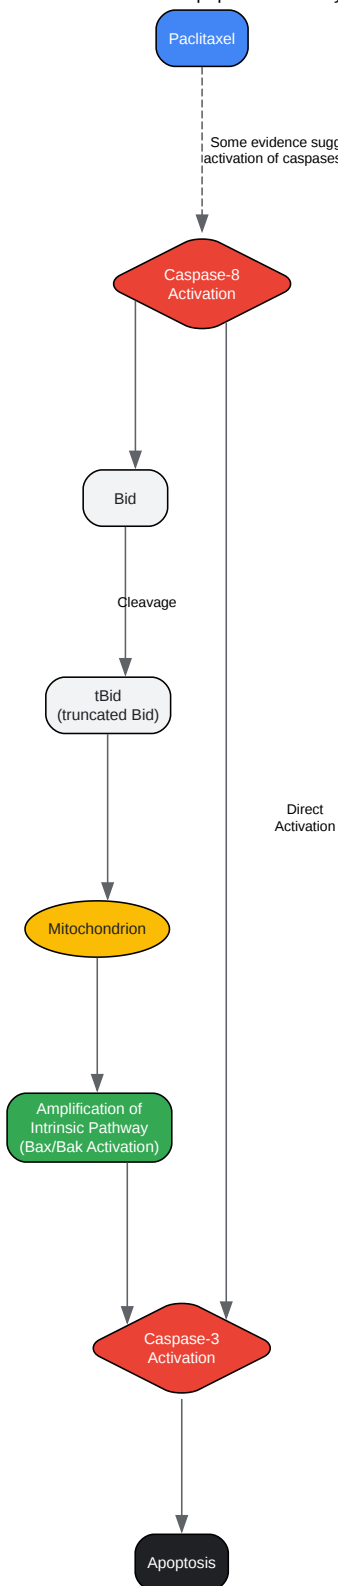 Paclitaxel
Some evidence
activation of caspases
Caspase-8
Activation
Bid
Cleavage
tBid
(truncated Bid)
Direct
Activation
Mitochondrion
Amplification of
Intrinsic Pathway
(Bax/Bak Activation)
Caspase-3
Activation
Apoptosis